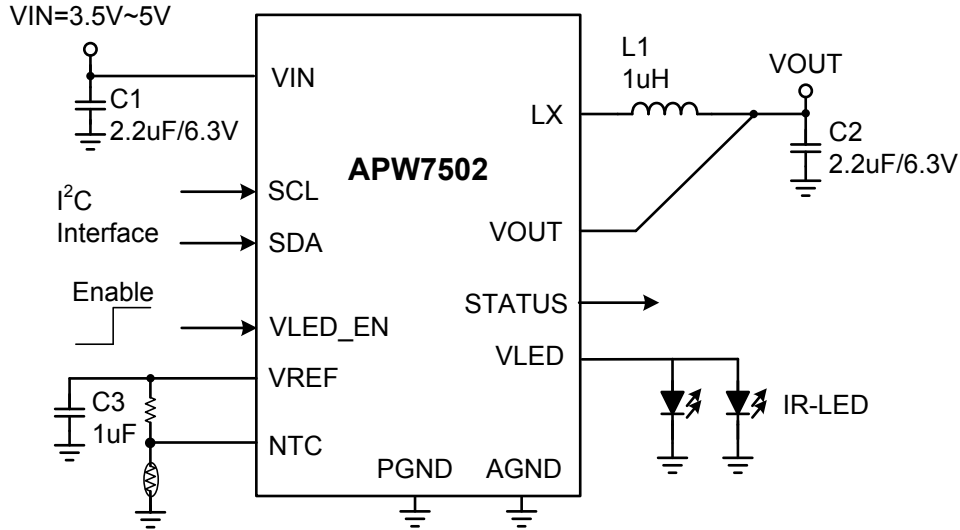 VIN=3.5V~5V
C1
2.2uF/6.3V
I²C
Interface
Enable
C3
1uF
VIN
SCL
SDA
VLED_EN
VREF
NTC
APW7502
PGND
AGND
LX
VOUT
STATUS
VLED
L1
1uH
VOUT
C2
2.2uF/6.3V
IR-LED